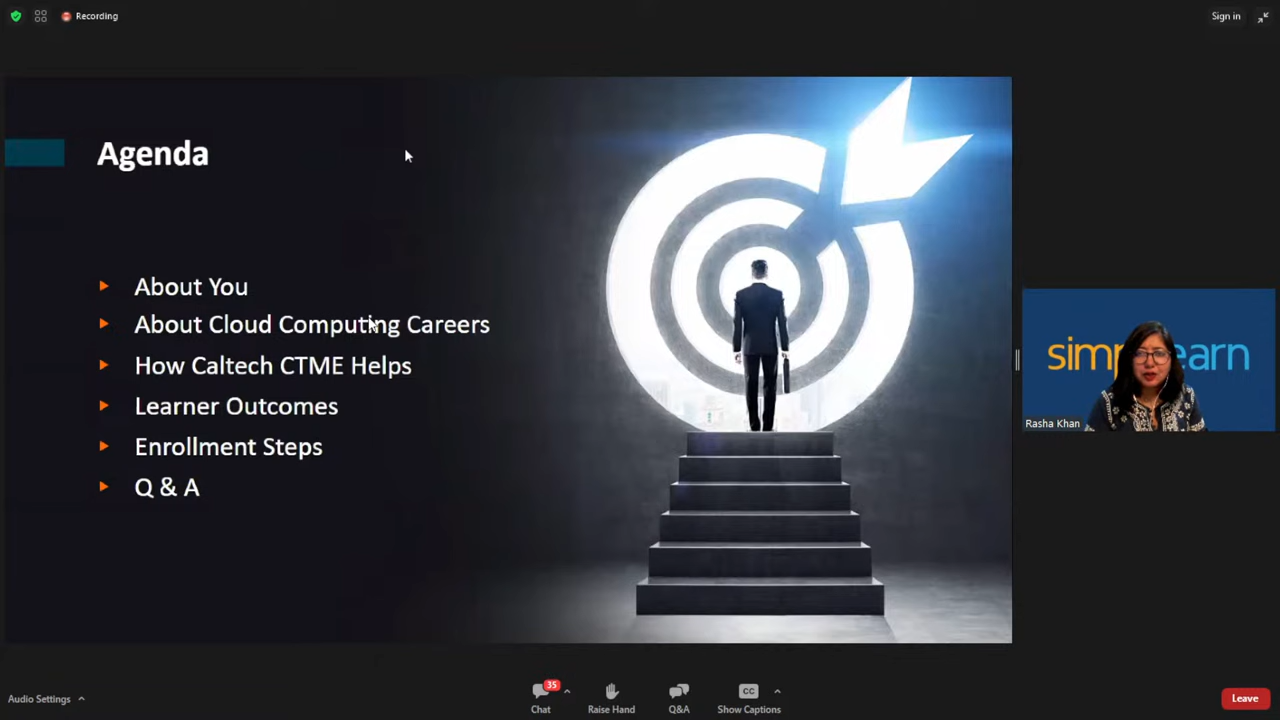 Recording
Sign in
Agenda
About You
About Cloud Computing Careers
How Caltech CTME Helps
Learner Outcomes
Enrollment Steps
Q & A
Rasha Khan
Audio Settings
35
Chat
Raise Hand
Q&A
CC
Show Captions
Leave